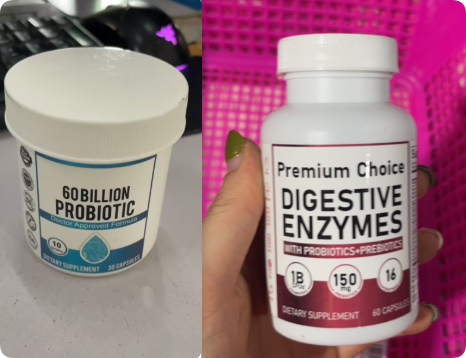 60 BILLION
PROBIOTIC
Doctor Approved Formula
10
DIETARY SUPPLEMENT 30 CAPSULES
Premium Choice
DIGESTIVE
ENZYMES
WITH PROBIOTICS+PREBIOTICS
1B
150
mg
16
DIETARY SUPPLEMENT 60 CAPSULES